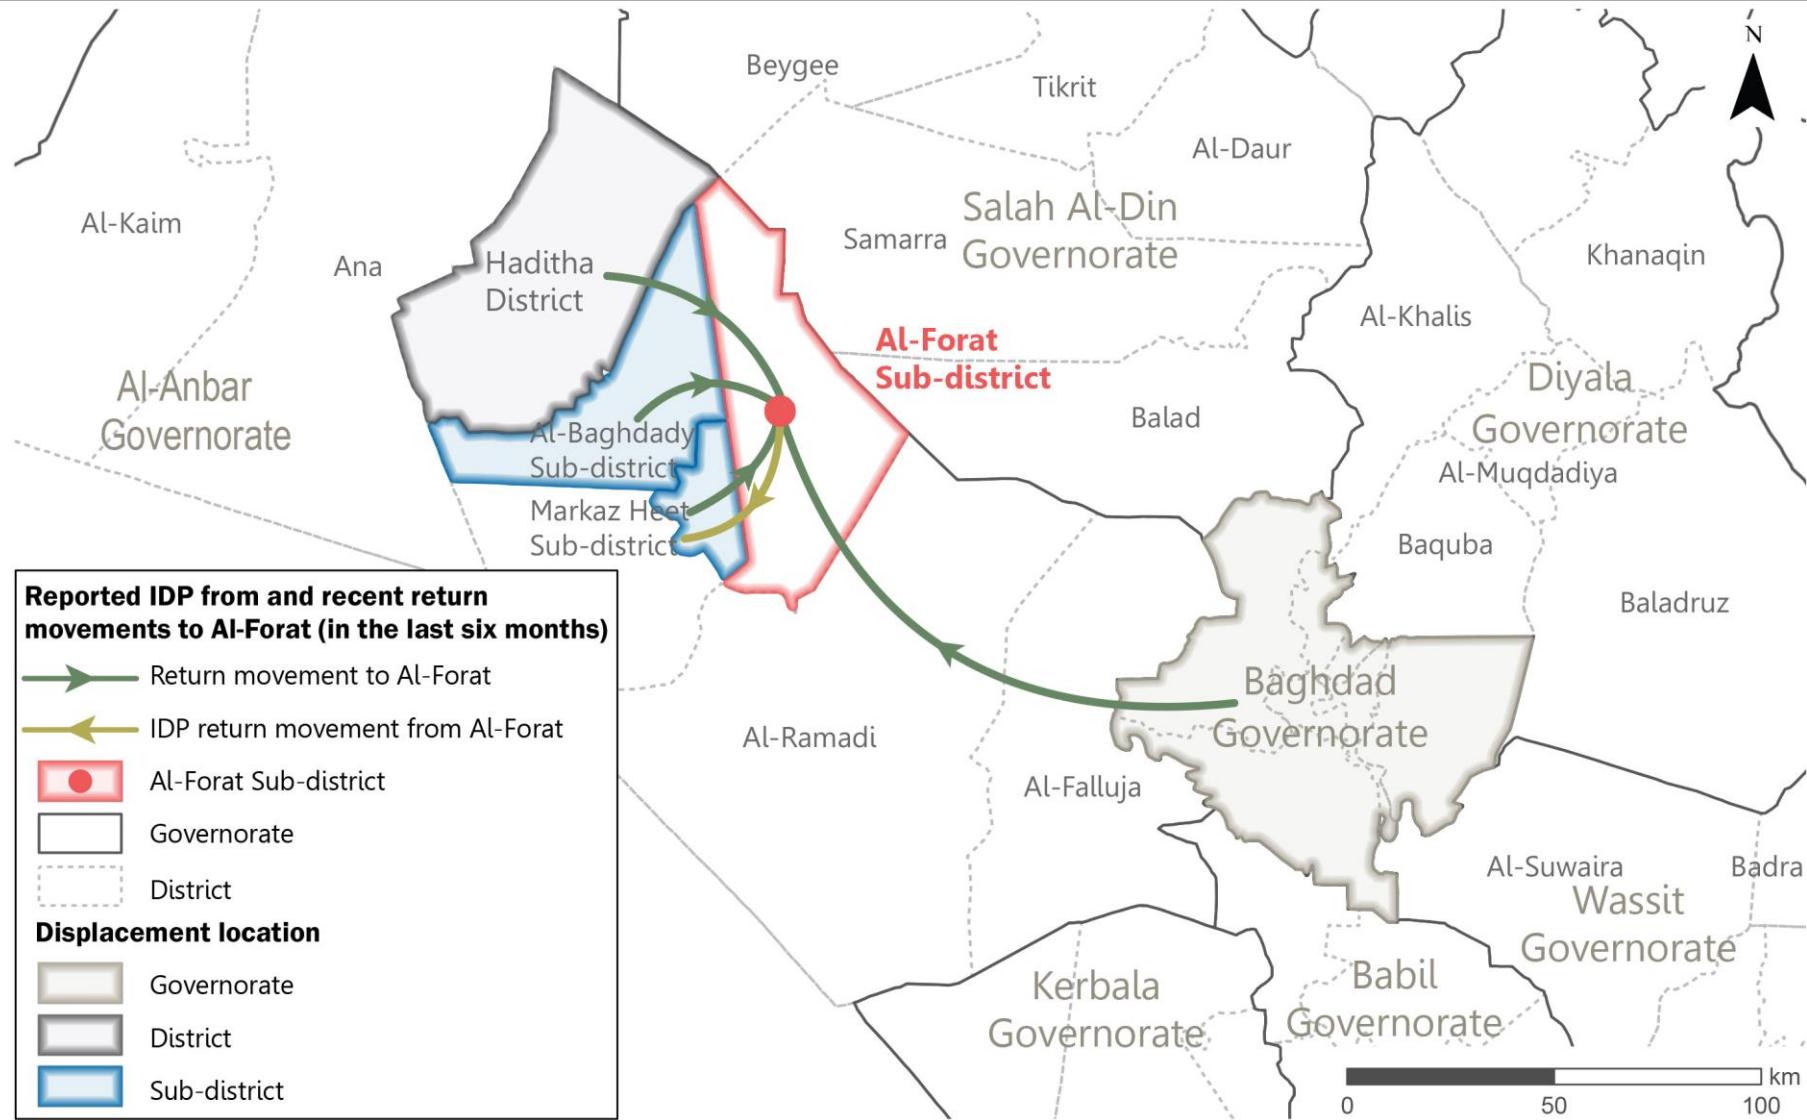 N
Beygee
Tikrit
Al-Daur
Al-Kaim
Ana
Haditha
District
Samarra
Salah Al-Din
Governorate
Khanaqin
Al-Khalis
Al-Forat
Sub-district
Al-Anbar
Governorate
Diyala
Governorate
Balad
Al-Baghdady
Sub-district
Al-Muqdadiya
Markaz Heet
Sub-district
Baquba
Baladruz
Baghdad
Governorate
Al-Ramadi
Al-Falluja
Al-Suwaira
Badra
Wassit
Governorate
Kerbala
Governorate
Babil
Governorate
Reported IDP from and recent return
movements to Al-Forat (in the last six months)
Return movement to Al-Forat
IDP return movement from Al-Forat
Al-Forat Sub-district
Governorate
District
Displacement location
Governorate
District
Sub-district
km
0 50 100